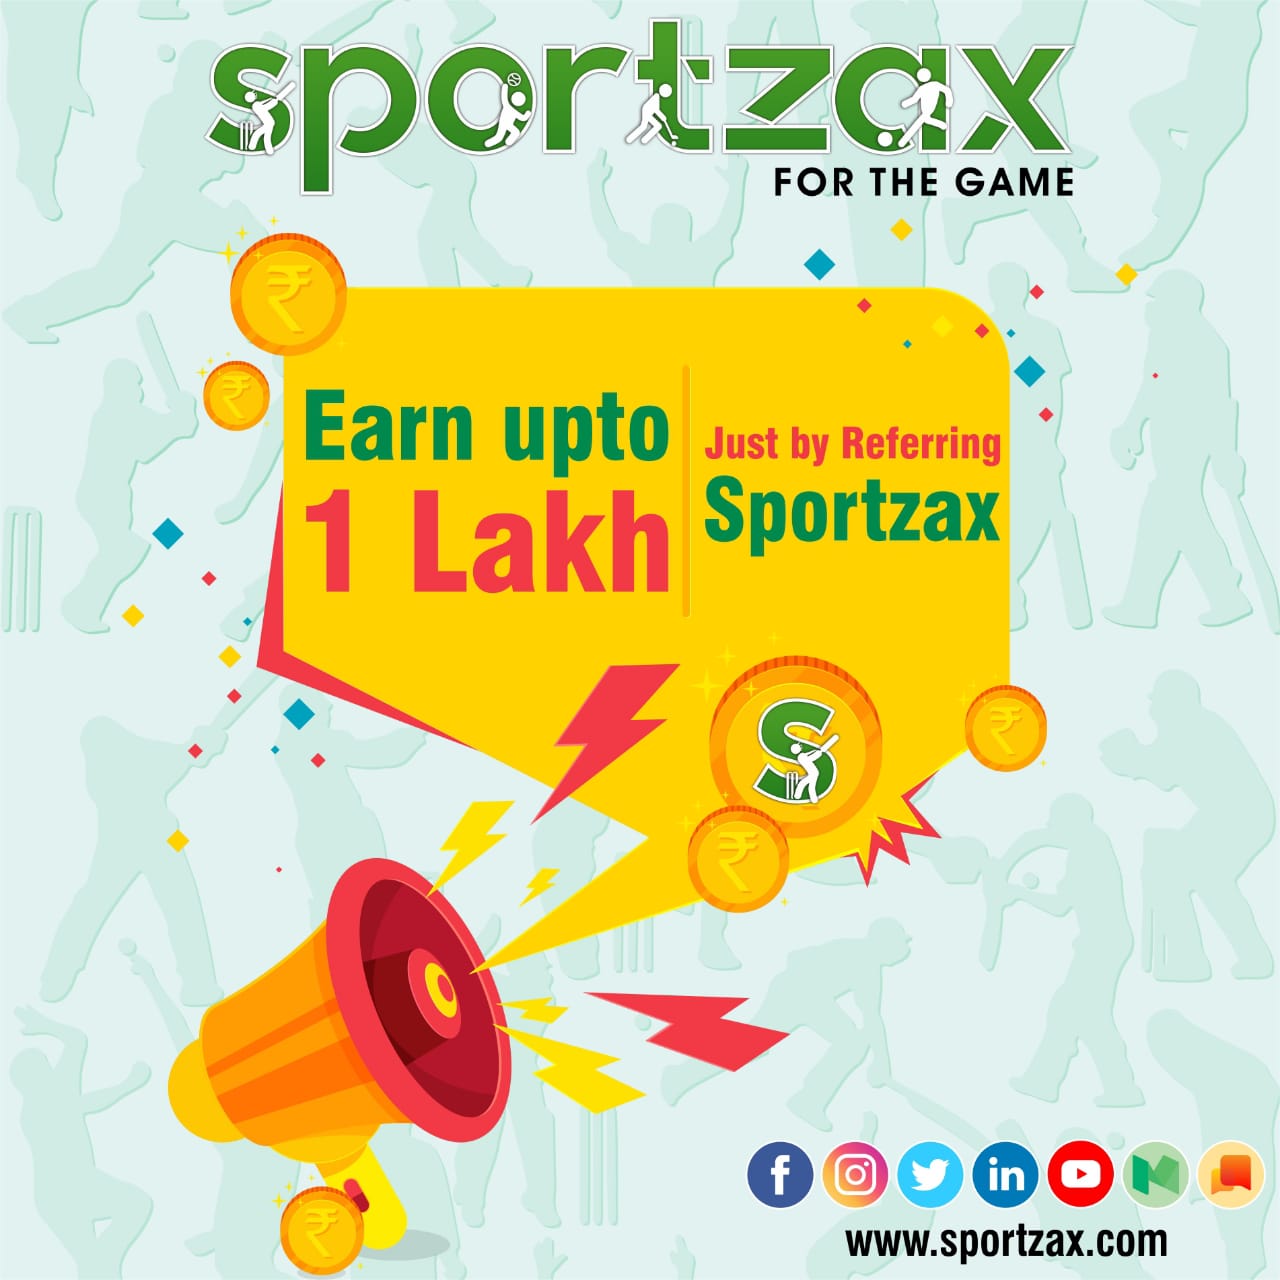 sportzax
FOR THE GAME
Earn upto
1 Lakh
Just by Referring
Sportzax
www.sportzax.com